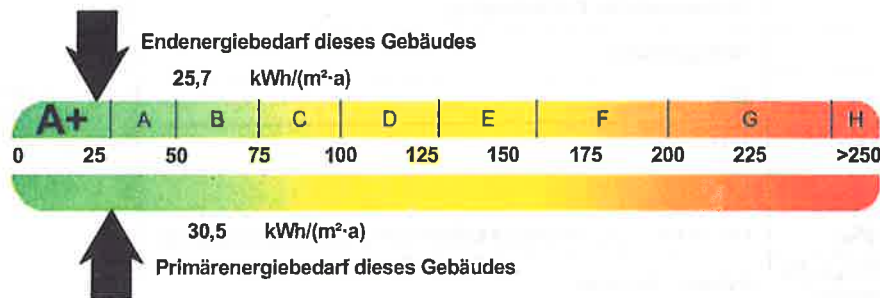 Endenergiebedarf dieses Gebäudes
25,7 kWh/(m²·a)
A+ A B C D E F G H
0 25 50 75 100 125 150 175 200 225 >250
30,5 kWh/(m²·a)
Primärenergiebedarf dieses Gebäudes